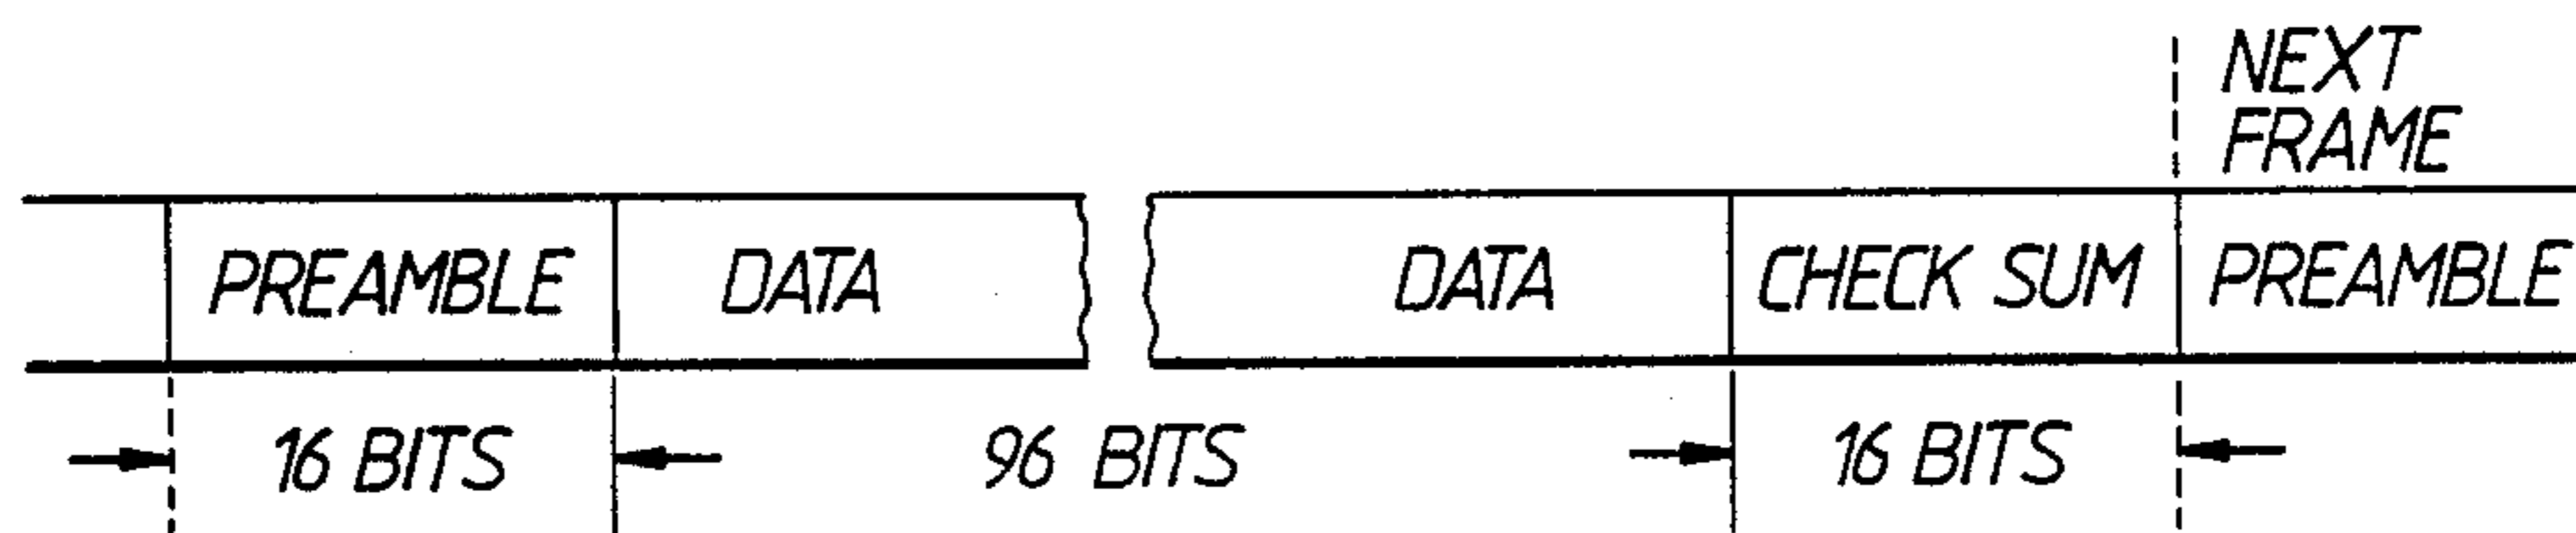 NEXT
FRAME
PREAMBLE DATA DATA CHECK SUM PREAMBLE
16 BITS 96 BITS 16 BITS